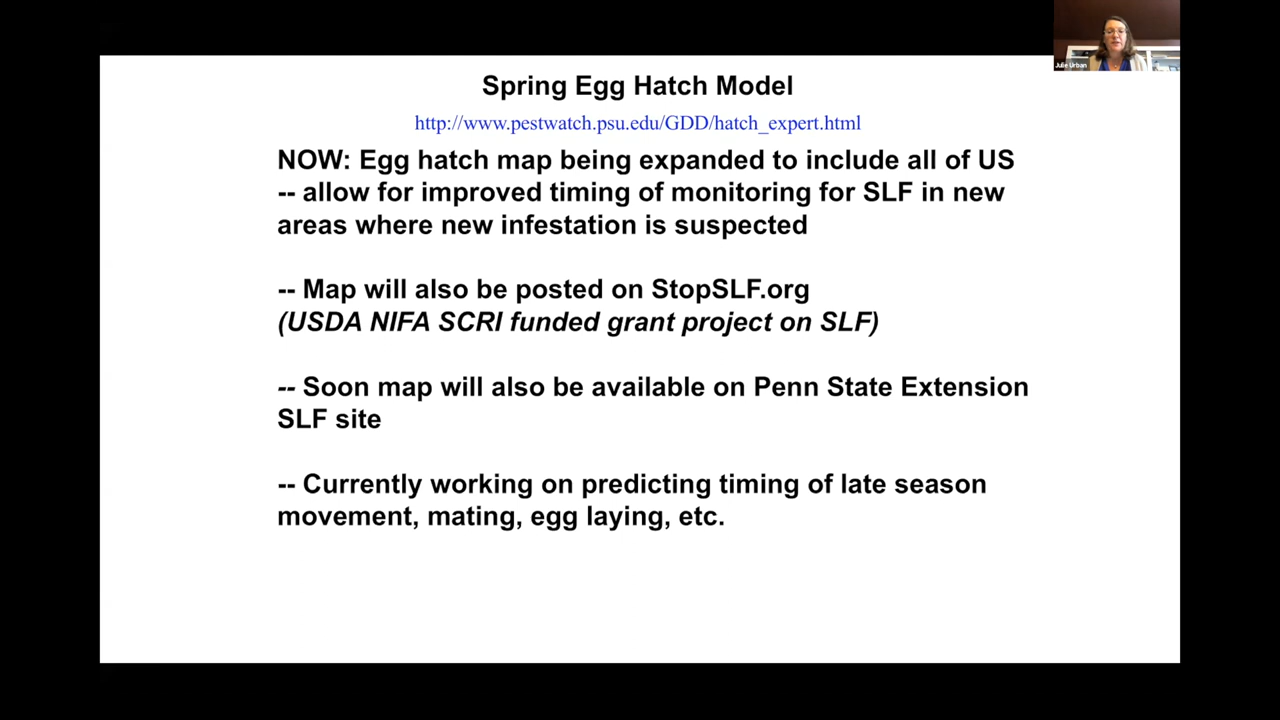 Julie Urban
Spring Egg Hatch Model
http://www.pestwatch.psu.edu/GDD/hatch_expert.html
NOW: Egg hatch map being expanded to include all of US
-- allow for improved timing of monitoring for SLF in new
areas where new infestation is suspected
-- Map will also be posted on StopSLF.org
(USDA NIFA SCRI funded grant project on SLF)
-- Soon map will also be available on Penn State Extension
SLF site
-- Currently working on predicting timing of late season
movement, mating, egg laying, etc.